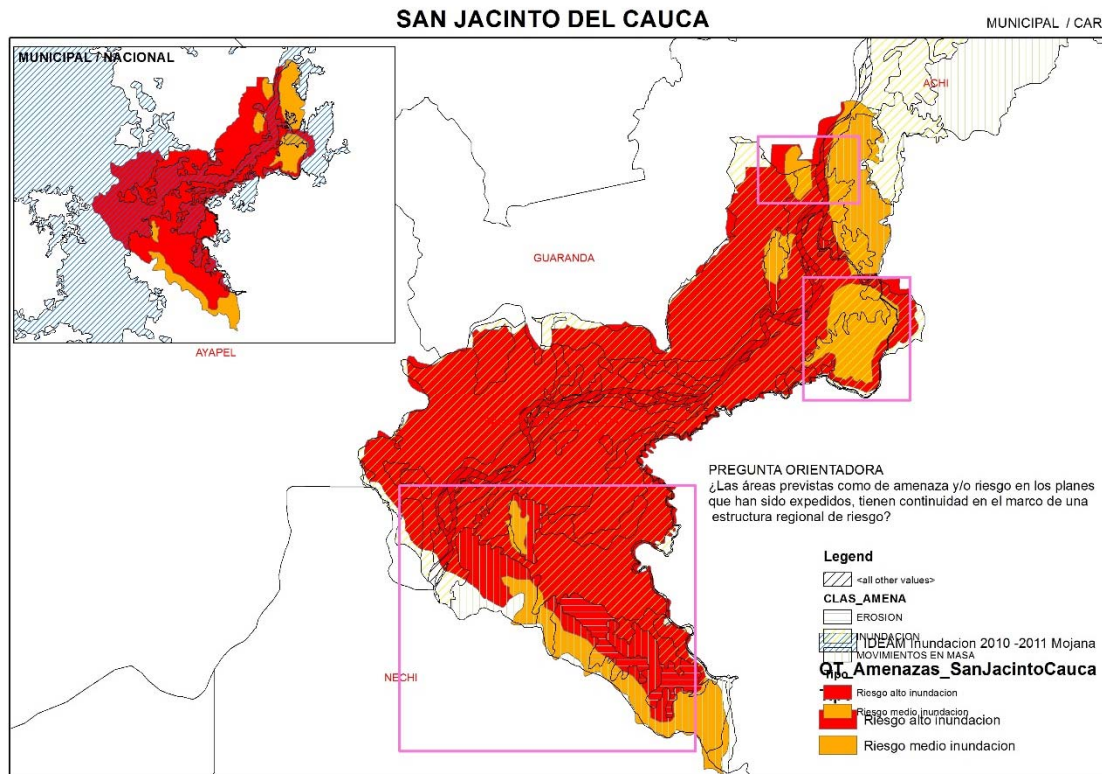 SAN JACINTO DEL CAUCA
MUNICIPAL / CAR
MUNICIPAL / NACIONAL
ACHI
GUARANDA
AYAPEL
NECHI
PREGUNTA ORIENTADORA
¿Las áreas previstas como de amenaza y/o riesgo en los planes
que han sido expedidos, tienen continuidad en el marco de una
estructura regional de riesgo?
Legend
<all other values>
CLAS_AMENA
EROSION
INUNDACION
IDEAM Inundacion 2010 -2011 Mojana
MOVIMIENTOS EN MASA
OT_Amenazas_SanJacintoCauca
Tipo
Riesgo alto inundacion
Riesgo medio inundacion
Riesgo alto inundacion
Riesgo medio inundacion